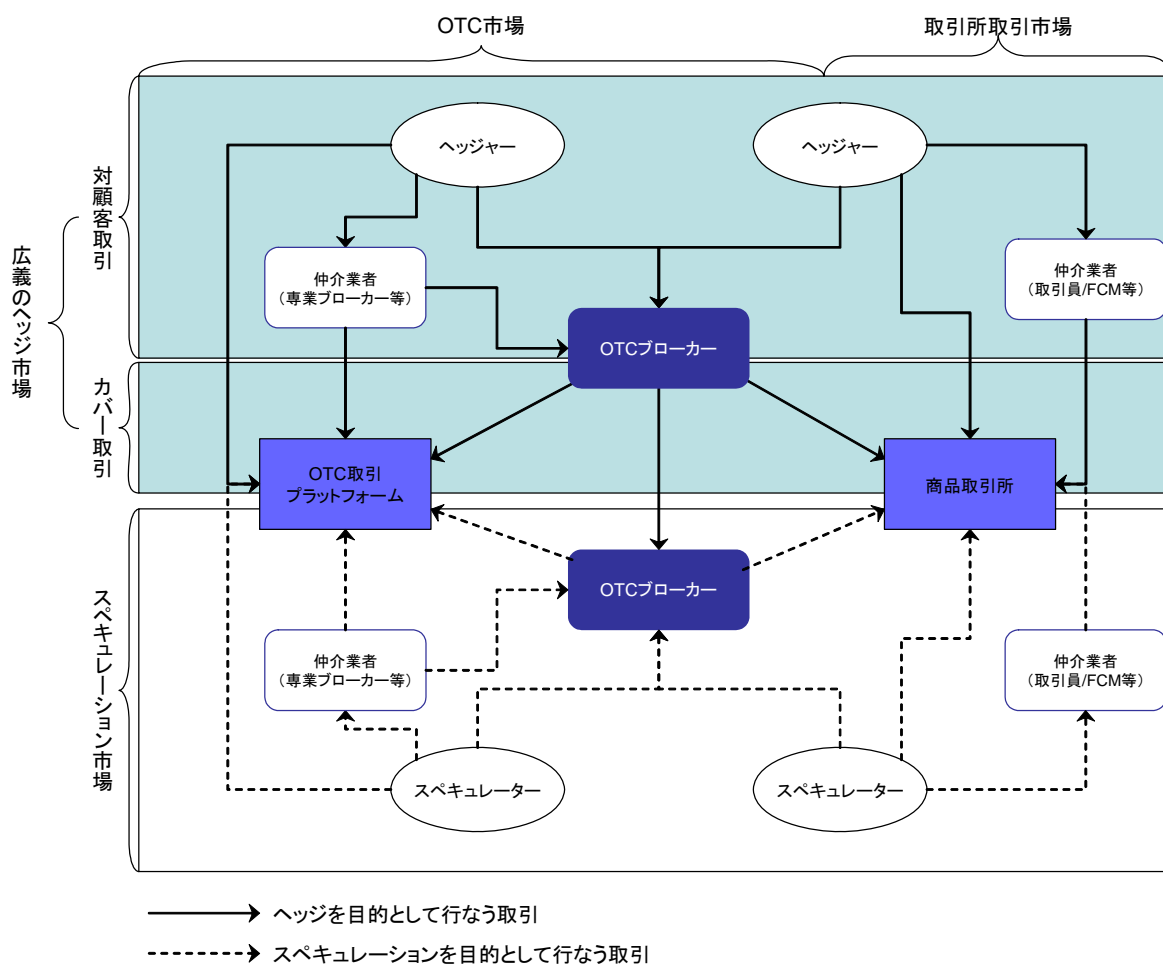 OTC市場
取引所取引市場
対顧客取引
広義のヘッジ市場
カバー取引
スペキュレーション市場
ヘッジャー
ヘッジャー
仲介業者
(専業ブローカー等)
仲介業者
(取引員/FCM等)
OTCブローカー
OTC取引
プラットフォーム
商品取引所
OTCブローカー
仲介業者
(専業ブローカー等)
仲介業者
(取引員/FCM等)
スペキュレーター
スペキュレーター
ヘッジを目的として行なう取引
スペキュレーションを目的として行なう取引